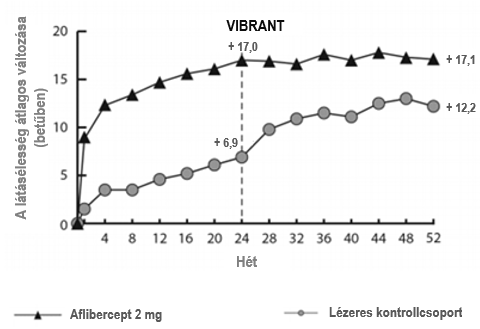 VIBRANT
A látásélesség átlagos változása
(betűben)
20
15
10
5
0
+ 17,0
+ 17,1
+ 12,2
+ 6,9
4 8 12 16 20 24 28 32 36 40 44 48 52
Hét
Aflibercept 2 mg
Lézeres kontrollcsoport